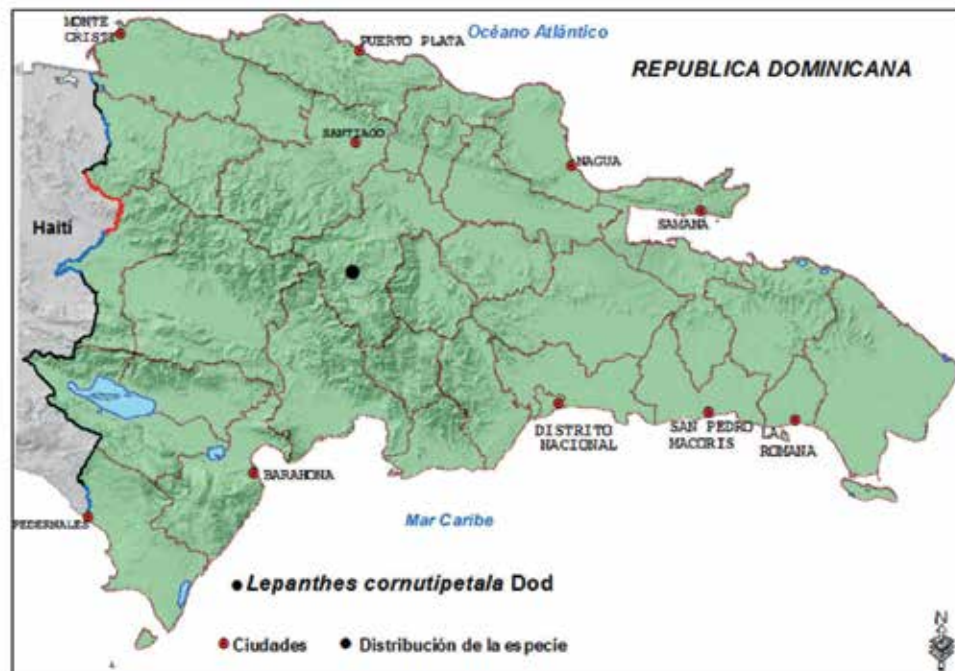 MONTE
CRISTI
PUERTO PLATA
Océano Atlántico
REPUBLICA DOMINICANA
SANTIAGO
NAGUA
SAMANA
Haití
DISTRITO
NACIONAL
SAN PEDRO
MACORIS
LA
ROMANA
BARAHONA
PEDERNALES
Mar Caribe
Lepanthes cornutipetala Dod
Ciudades
Distribución de la especie
N